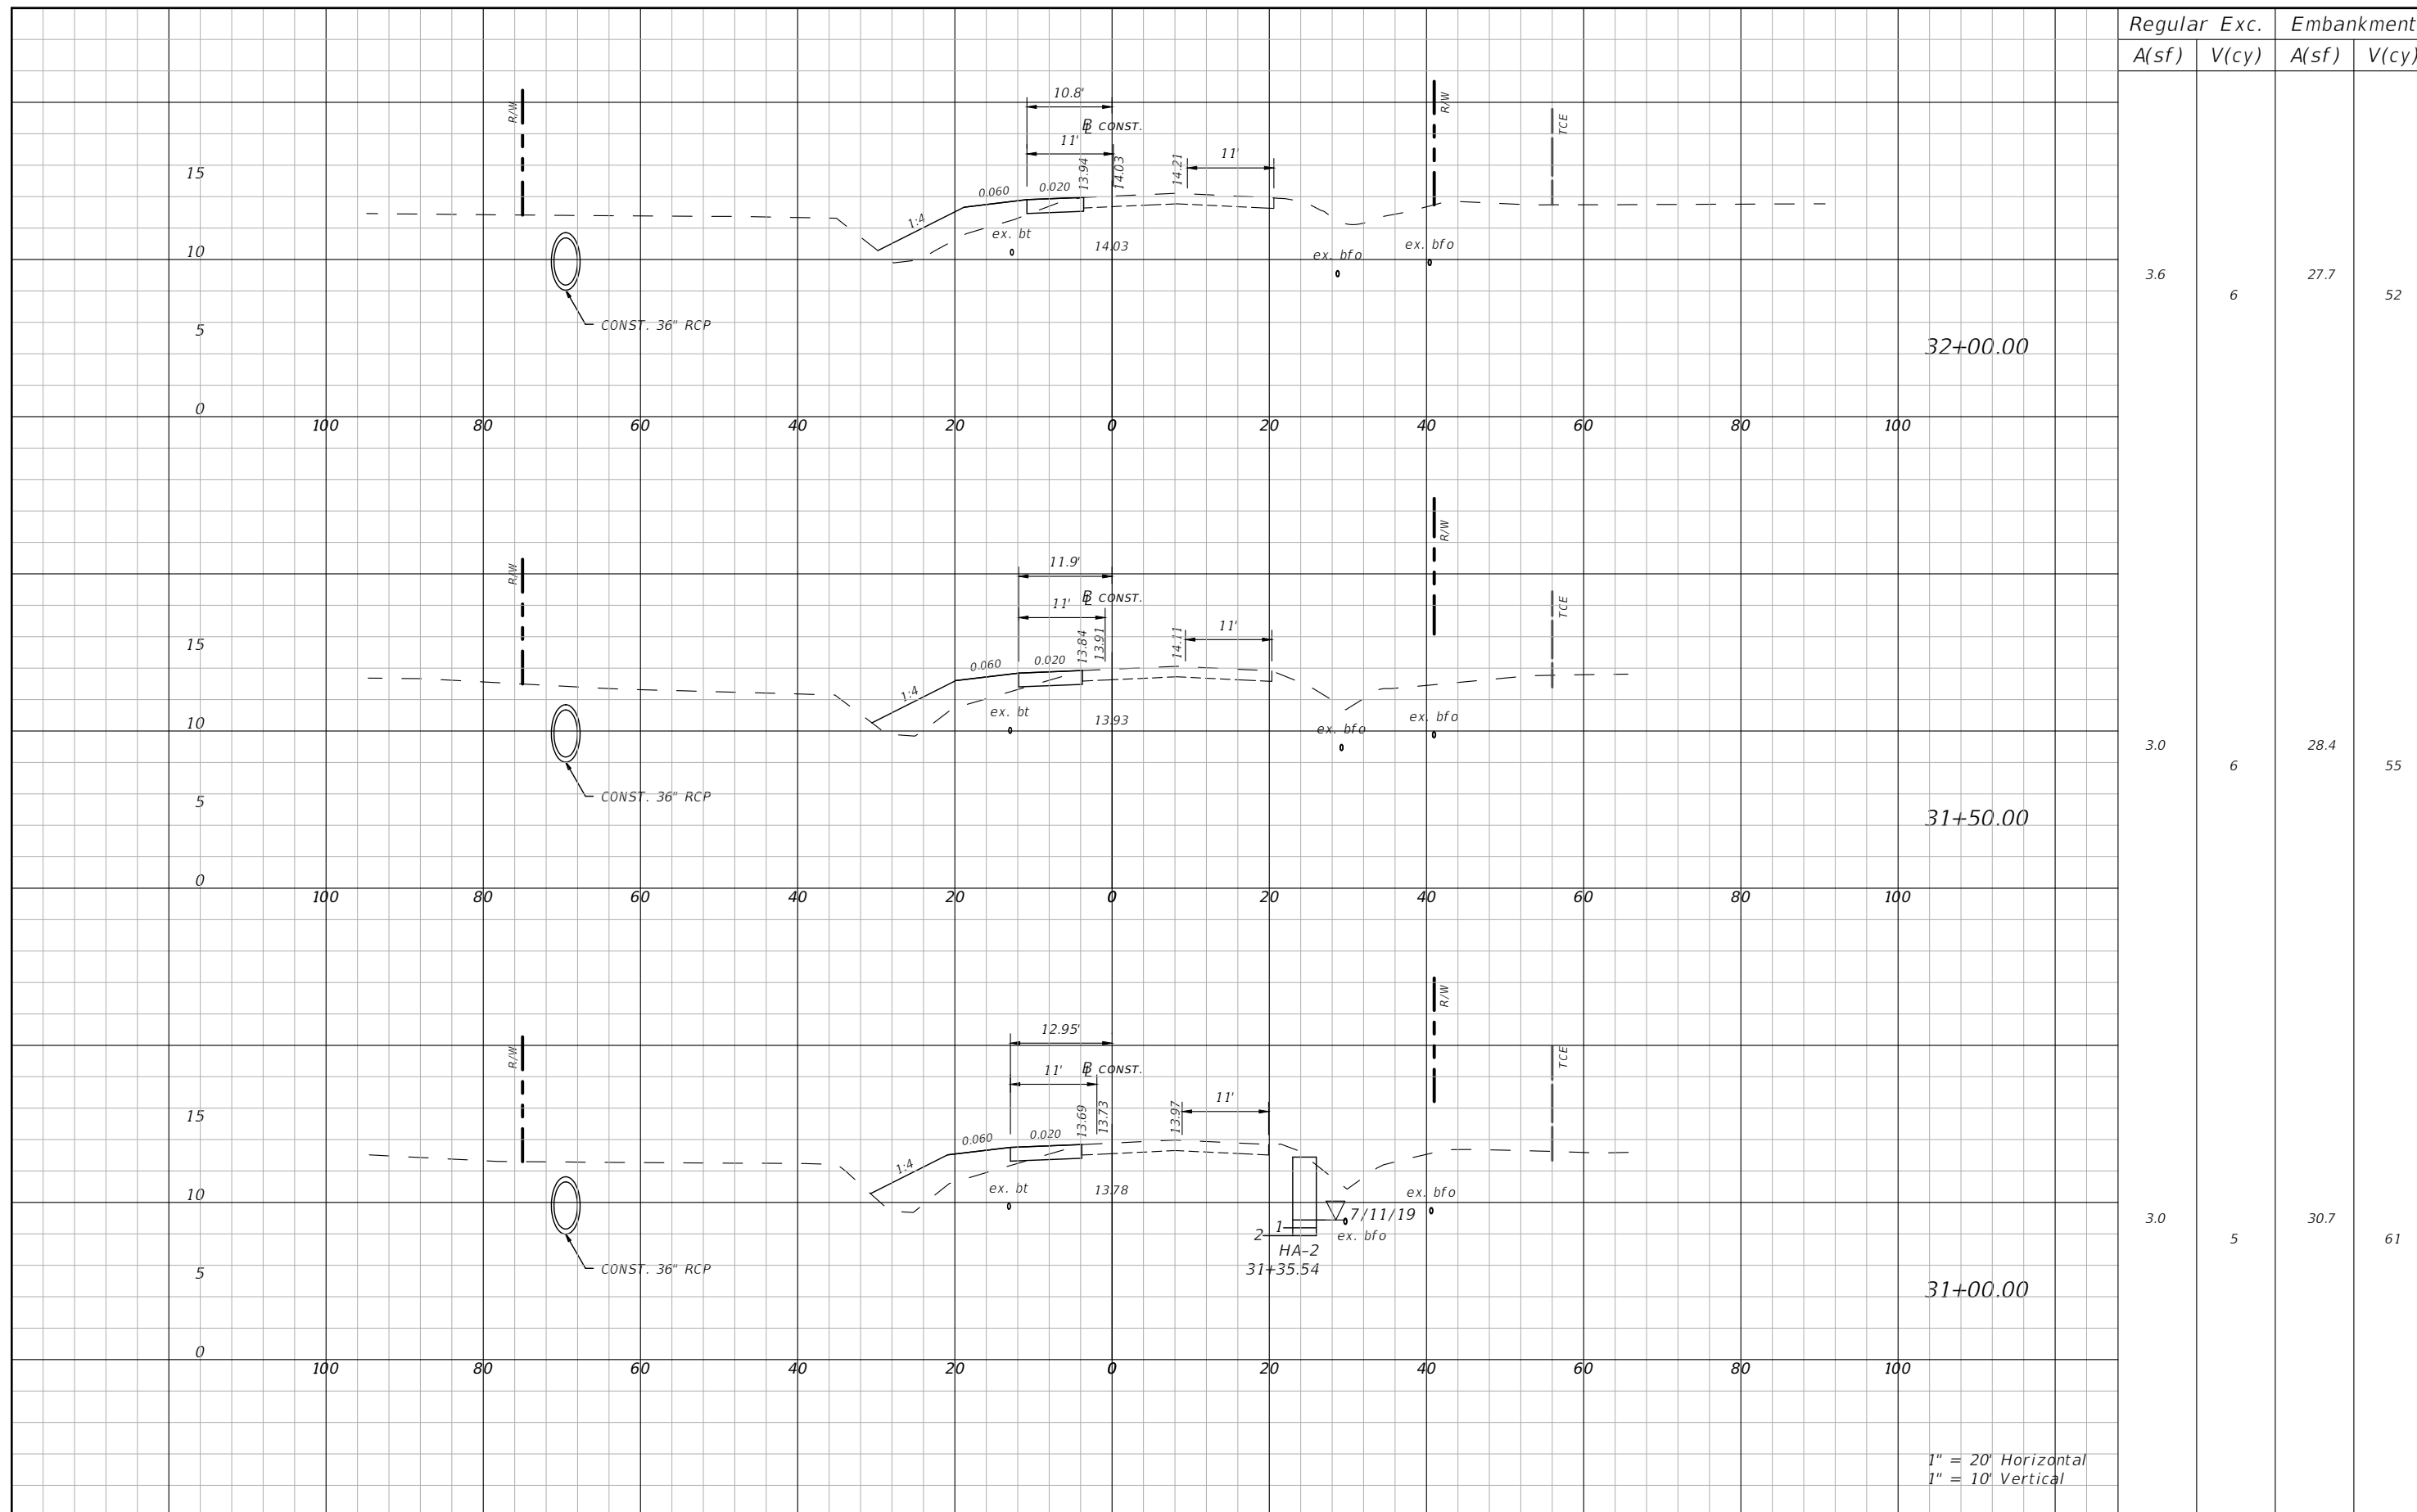 Regular Exc. Embankment
A(sf) V(cy) A(sf) V(cy)
10.8'
R/W R/W TCE
℄ CONST.
11' 13.94 14.03 14.21 11'
15
0.060 0.020
1:4
ex. bt 14.03 ex. bfo ex. bfo
10
3.6 27.7
6 52
CONST. 36" RCP
5
32+00.00
0
100 80 60 40 20 0 20 40 60 80 100
R/W
11.9'
R/W TCE
℄ CONST.
11' 13.84 13.91 14.11 11'
15
0.060 0.020
1:4
ex. bt 13.93 ex. bfo ex. bfo
10
3.0 28.4
6 55
CONST. 36" RCP
5
31+50.00
0
100 80 60 40 20 0 20 40 60 80 100
R/W
12.95'
R/W TCE
℄ CONST.
11' 13.69 13.73 13.97 11'
15
0.060 0.020
1:4
ex. bt 13.78 ex. bfo
10
7/11/19
1
2 ex. bfo
3.0 30.7
5 61
HA-2
31+35.54
CONST. 36" RCP
5
31+00.00
0
100 80 60 40 20 0 20 40 60 80 100
1" = 20' Horizontal
1" = 10' Vertical